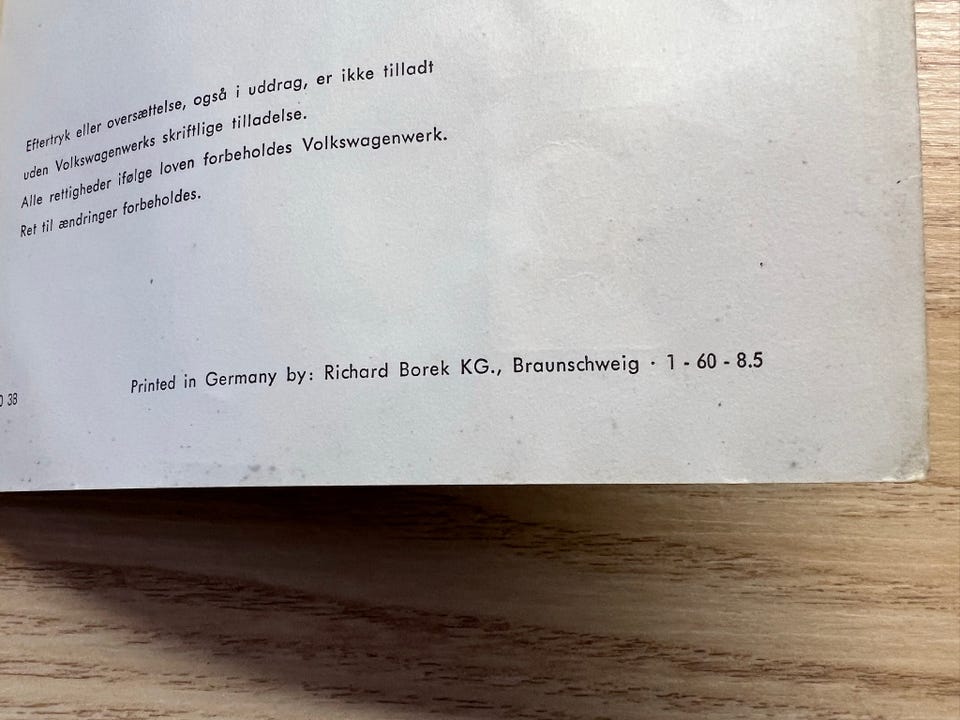 Eftertryk eller oversættelse, også i uddrag, er ikke tilladt
uden Volkswagenwerks skriftlige tilladelse.
Alle rettigheder ifølge loven forbeholdes Volkswagenwerk.
Ret til ændringer forbeholdes.
Printed in Germany by: Richard Borek KG., Braunschweig · 1 - 60 - 8.5
38